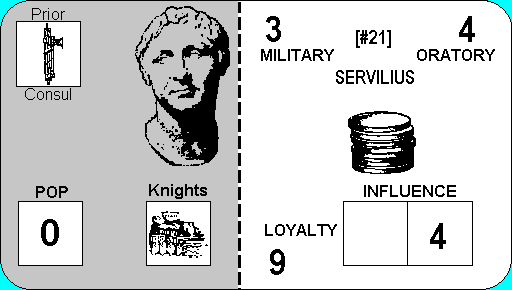 Prior
Consul
POP
0
Knights
3
MILITARY
[#21]
4
ORATORY
SERVILIUS
INFLUENCE
4
LOYALTY
9